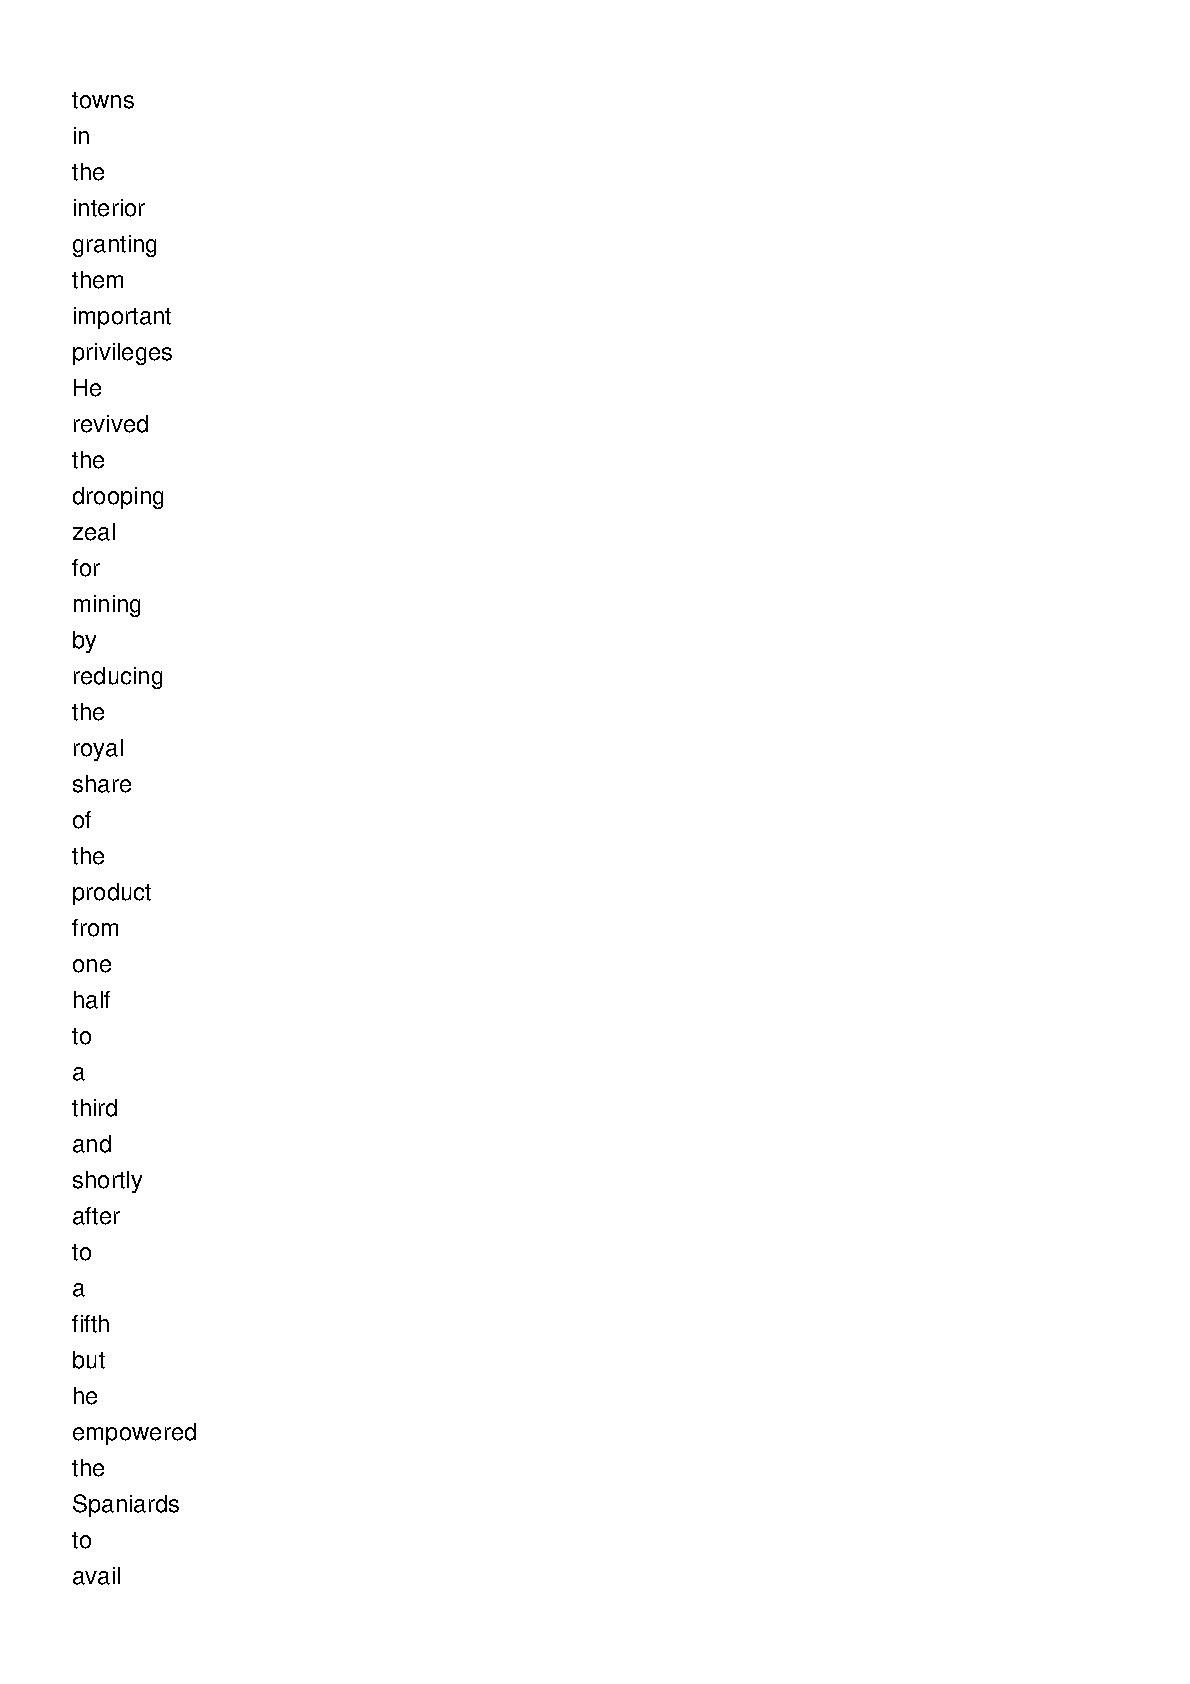 towns
in
the
interior
granting
them
important
privileges
He
revived
the
drooping
zeal
for
mining
by
reducing
the
royal
share
of
the
product
from
one
half
to
a
third
and
shortly
after
to
a
fifth
but
he
empowered
the
Spaniards
to
avail